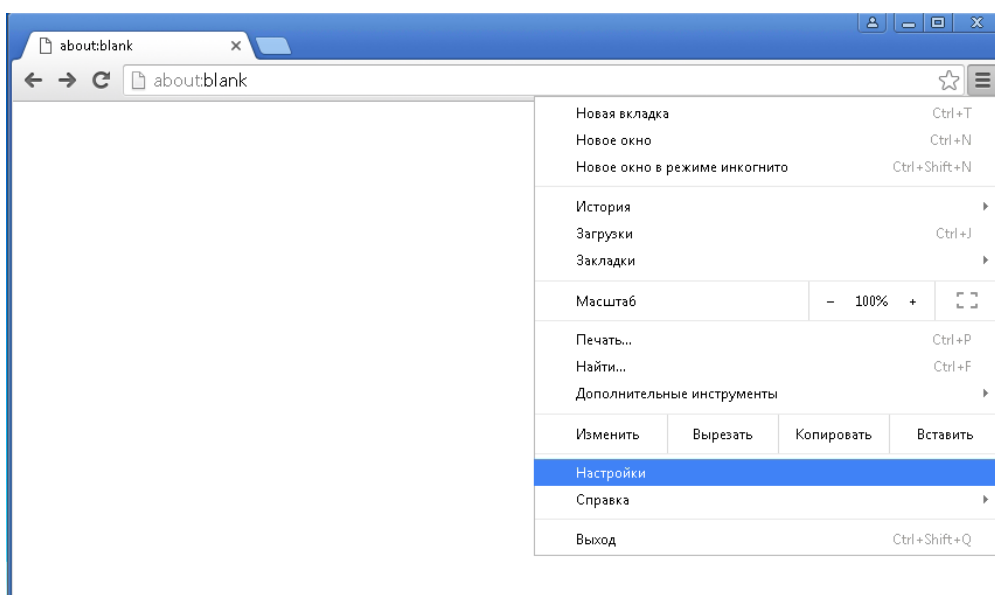 about:blank
about:blank
Новая вкладка Ctrl+T
Новое окно Ctrl+N
Новое окно в режиме инкогнито Ctrl+Shift+N
История
Загрузки Ctrl+J
Закладки
Масштаб − 100% +
Печать... Ctrl+P
Найти... Ctrl+F
Дополнительные инструменты
Изменить Вырезать Копировать Вставить
Настройки
Справка
Выход Ctrl+Shift+Q